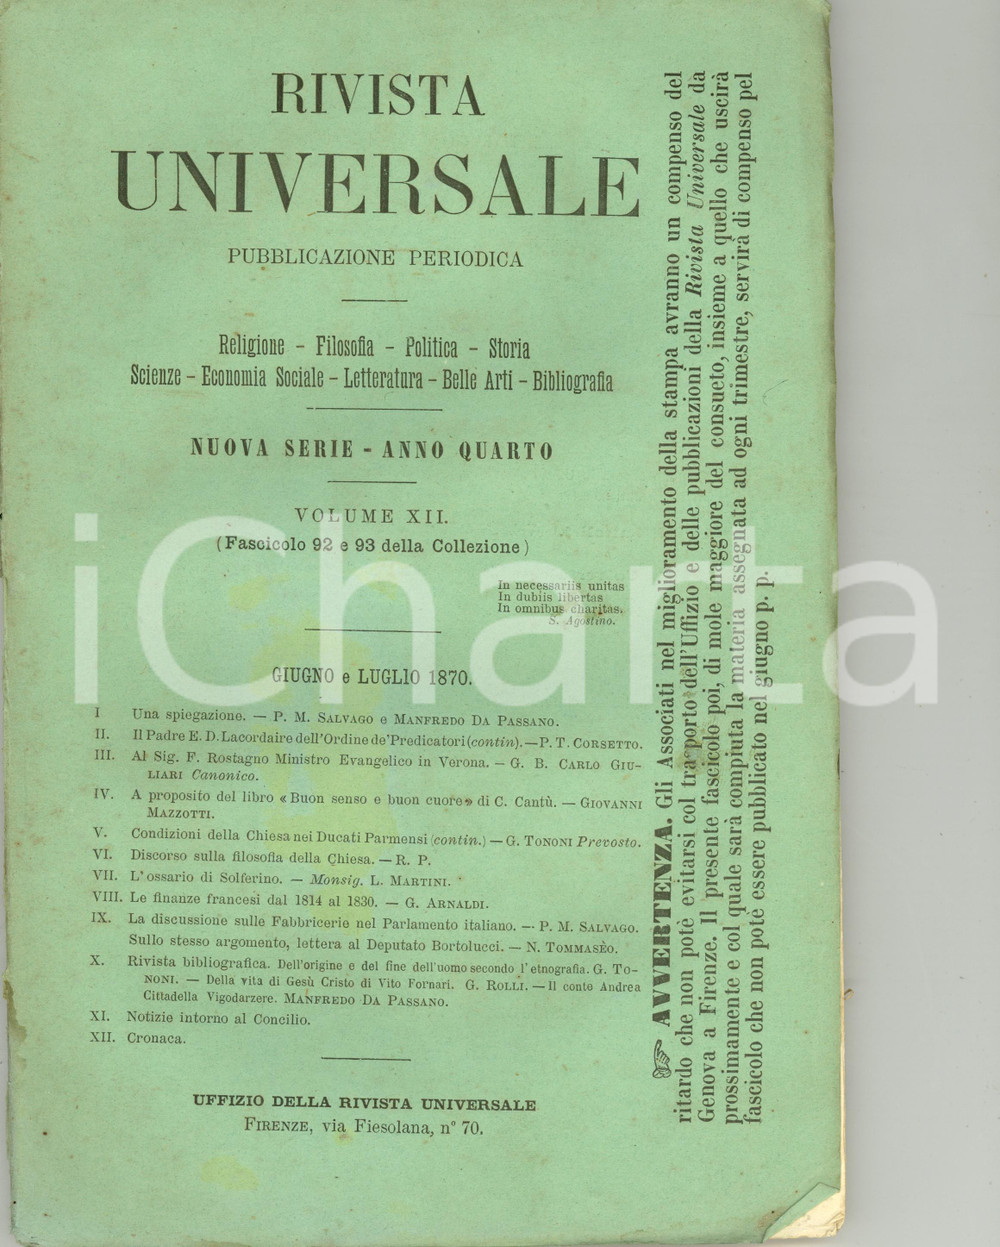 RIVISTA
UNIVERSALE
PUBBLICAZIONE PERIODICA
Religione – Filosofia – Politica – Storia
Scienze – Economia Sociale – Letteratura – Belle Arti – Bibliografia
NUOVA SERIE - ANNO QUARTO
VOLUME XII.
(Fascicolo 92 e 93 della Collezione)
In necessariis unitas
In dubiis libertas
In omnibus charitas.
S. Agostino.
GIUGNO e LUGLIO 1870.
I Una spiegazione. — P. M. SALVAGO e MANFREDO DA PASSANO.
II. Il Padre E. D. Lacordaire dell'Ordine de'Predicatori (contin). — P. T. CORSETTO.
III. Al Sig. F. Rostagno Ministro Evangelico in Verona. — G. B. CARLO GIU-
LIARI Canonico.
IV. A proposito del libro «Buon senso e buon cuore» di C. Cantù. — GIOVANNI
MAZZOTTI.
V. Condizioni della Chiesa nei Ducati Parmensi (contin.) — G. TONONI Prevosto.
VI. Discorso sulla filosofia della Chiesa. — R. P.
VII. L'ossario di Solferino. — Monsig. L. MARTINI.
VIII. Le finanze francesi dal 1814 al 1830. — G. ARNALDI.
IX. La discussione sulle Fabbricerie nel Parlamento italiano. — P. M. SALVAGO.
Sullo stesso argomento, lettera al Deputato Bortolucci. — N. TOMMASÈO.
X. Rivista bibliografica. Dell'origine e del fine dell'uomo secondo l'etnografia. G. TO-
NONI. — Della vita di Gesù Cristo di Vito Fornari. G. ROLLI. — Il conte Andrea
Cittadella Vigodarzere. MANFREDO DA PASSANO.
XI. Notizie intorno al Concilio.
XII. Cronaca.
UFFIZIO DELLA RIVISTA UNIVERSALE
FIRENZE, via Fiesolana, n° 70.
☞ AVVERTENZA. Gli Associati nel miglioramento della stampa avranno un compenso del
ritardo che non potè evitarsi col trasporto dell'Uffizio e delle pubblicazioni della Rivista Universale da
Genova a Firenze. Il presente fascicolo poi, di mole maggiore del consueto, insieme a quello che uscirà
prossimamente e col quale sarà compiuta la materia assegnata ad ogni trimestre, servirà di compenso pel
fascicolo che non potè essere pubblicato nel giugno p. p.
iCharta